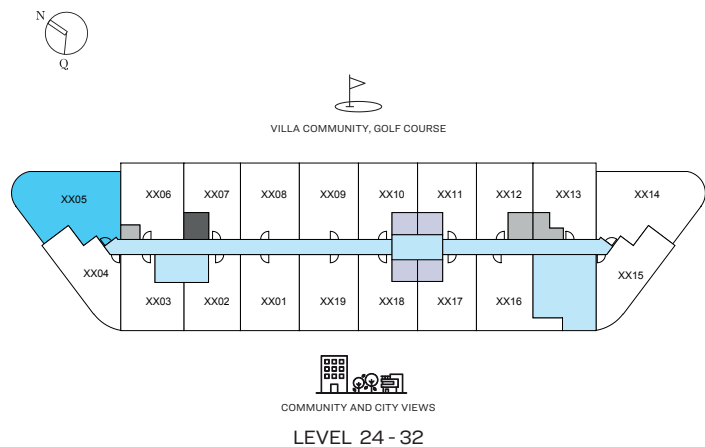 N
Q
VILLA COMMUNITY, GOLF COURSE
XX05
XX06
XX07
XX08
XX09
XX10
XX11
XX12
XX13
XX14
XX04
XX03
XX02
XX01
XX19
XX18
XX17
XX16
XX15
COMMUNITY AND CITY VIEWS
LEVEL 24 - 32